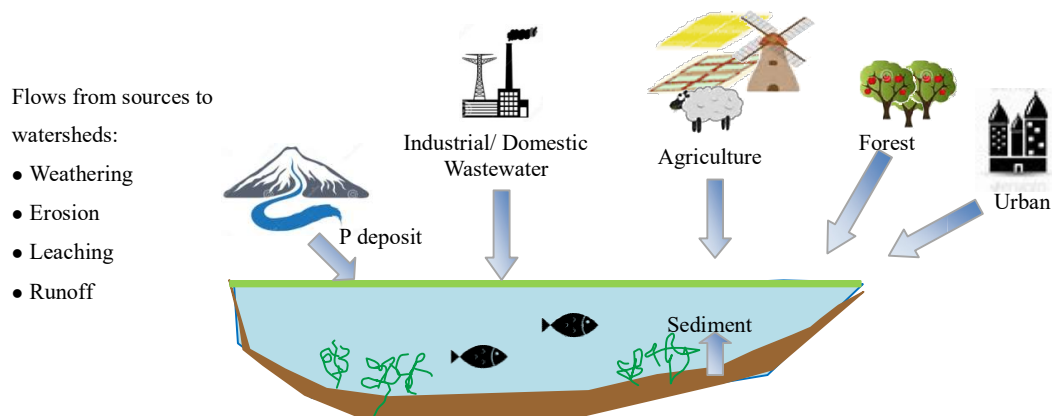 Flows from sources to
watersheds:
● Weathering
● Erosion
● Leaching
● Runoff
P deposit
Industrial/ Domestic
Wastewater
Agriculture
Forest
Urban
Sediment